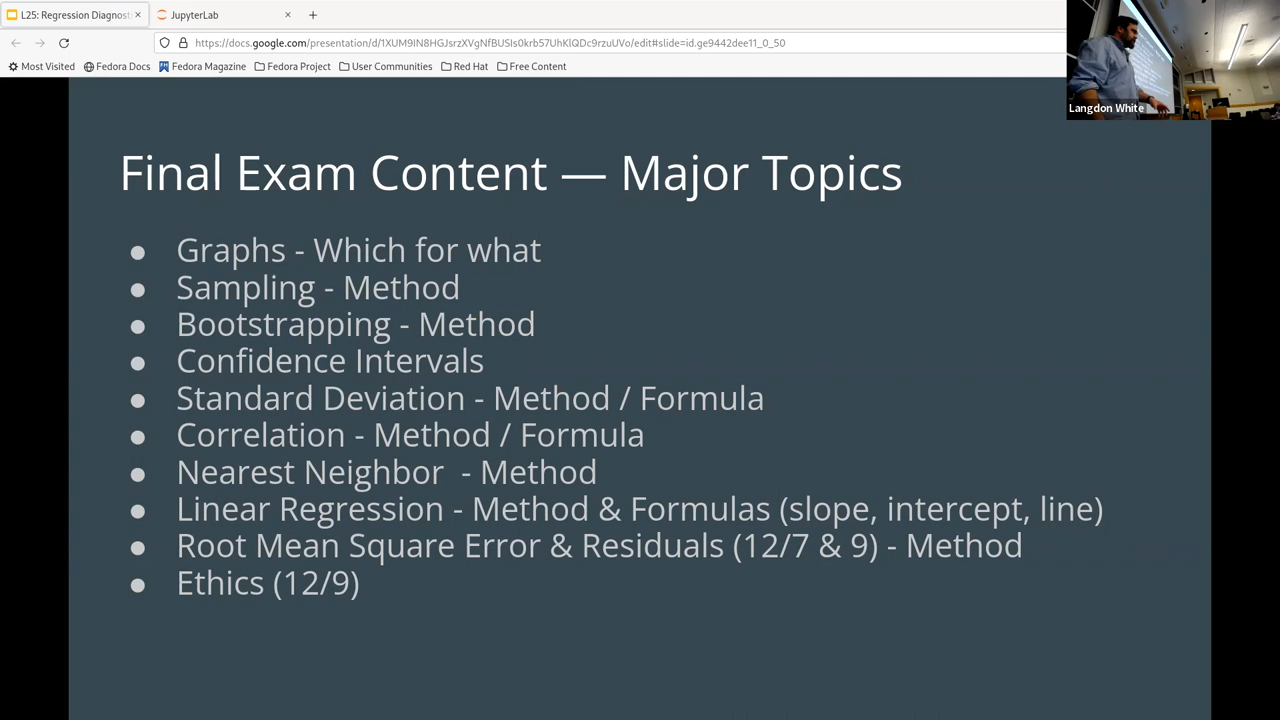 L25: Regression Diagnost
JupyterLab
https://docs.google.com/presentation/d/1XUM9IN8HGJsrzXVgNfBUSIs0krb57UhKlQDc9rzuUVo/edit#slide=id.ge9442dee11_0_50
Most Visited Fedora Docs Fedora Magazine Fedora Project User Communities Red Hat Free Content
Langdon White
Final Exam Content — Major Topics
● Graphs - Which for what
● Sampling - Method
● Bootstrapping - Method
● Confidence Intervals
● Standard Deviation - Method / Formula
● Correlation - Method / Formula
● Nearest Neighbor - Method
● Linear Regression - Method & Formulas (slope, intercept, line)
● Root Mean Square Error & Residuals (12/7 & 9) - Method
● Ethics (12/9)